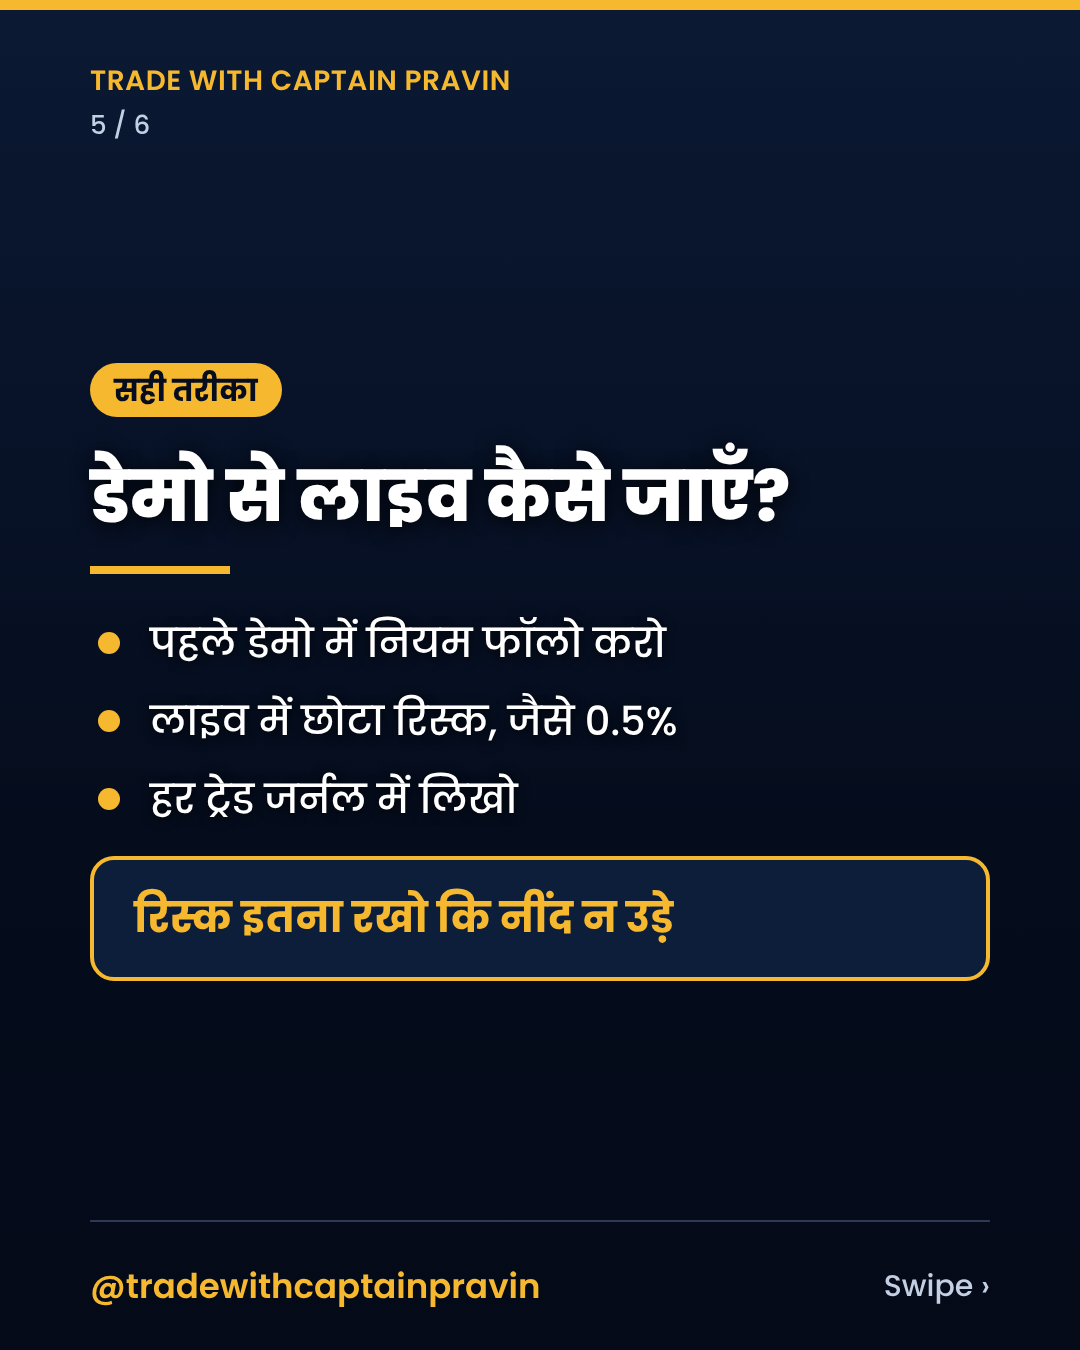 TRADE WITH CAPTAIN PRAVIN
5 / 6
सही तरीका
डेमो से लाइव कैसे जाएँ?
पहले डेमो में नियम फॉलो करो
लाइव में छोटा रिस्क, जैसे 0.5%
हर ट्रेड जर्नल में लिखो
रिस्क इतना रखो कि नींद न उड़े
@tradewithcaptainpravin
Swipe ›